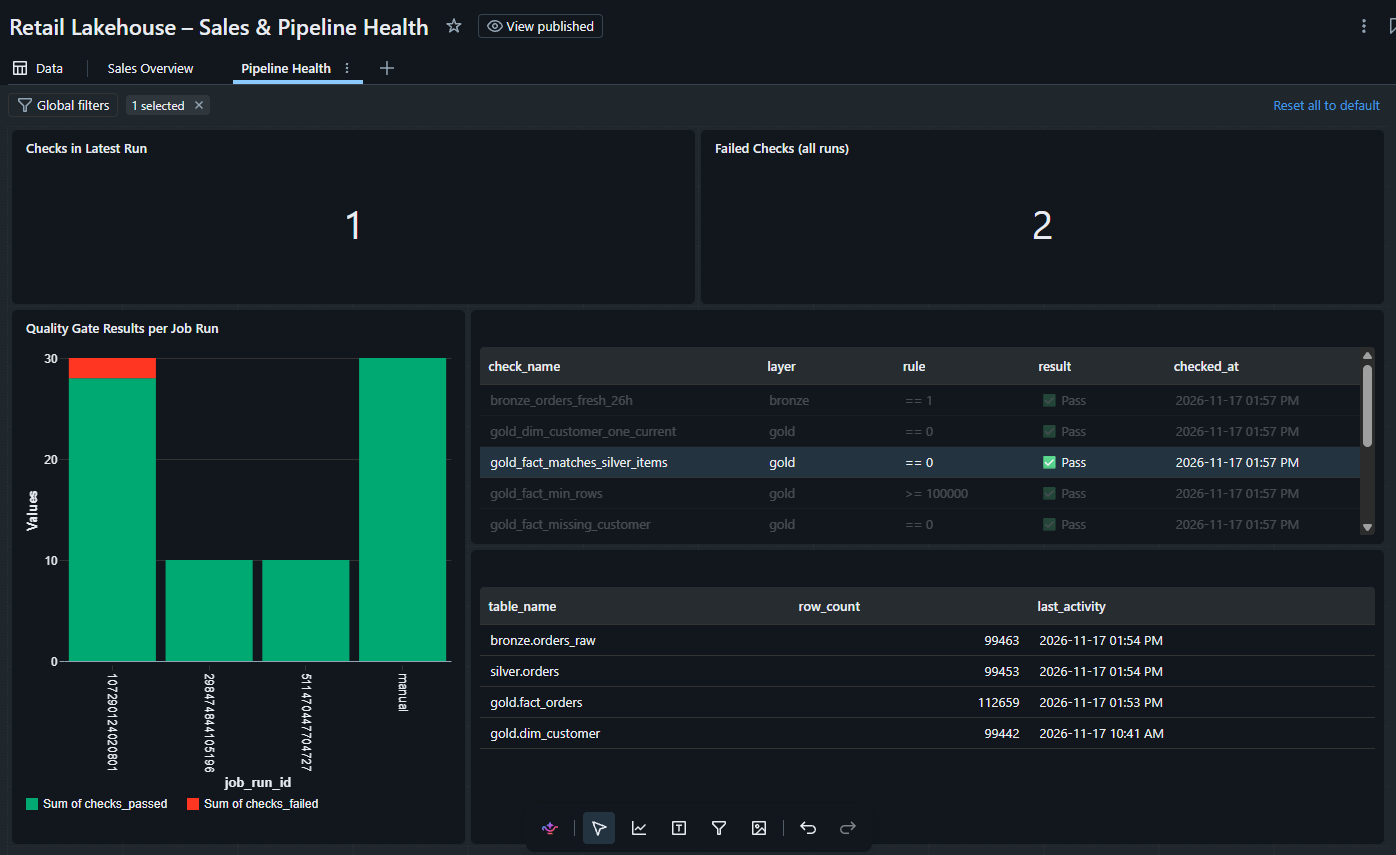 Retail Lakehouse – Sales & Pipeline Health View published
Data Sales Overview Pipeline Health
Global filters 1 selected Reset all to default
Checks in Latest Run
1
Failed Checks (all runs)
2
Quality Gate Results per Job Run
30
20
10
0
Values
107290124020801
298474844105196
511470447704727
manual
job_run_id
Sum of checks_passed Sum of checks_failed
check_name layer rule result checked_at
bronze_orders_fresh_26h bronze == 1 Pass 2026-11-17 01:57 PM
gold_dim_customer_one_current gold == 0 Pass 2026-11-17 01:57 PM
gold_fact_matches_silver_items gold == 0 Pass 2026-11-17 01:57 PM
gold_fact_min_rows gold >= 100000 Pass 2026-11-17 01:57 PM
gold_fact_missing_customer gold == 0 Pass 2026-11-17 01:57 PM
table_name row_count last_activity
bronze.orders_raw 99463 2026-11-17 01:54 PM
silver.orders 99453 2026-11-17 01:54 PM
gold.fact_orders 112659 2026-11-17 01:53 PM
gold.dim_customer 99442 2026-11-17 10:41 AM